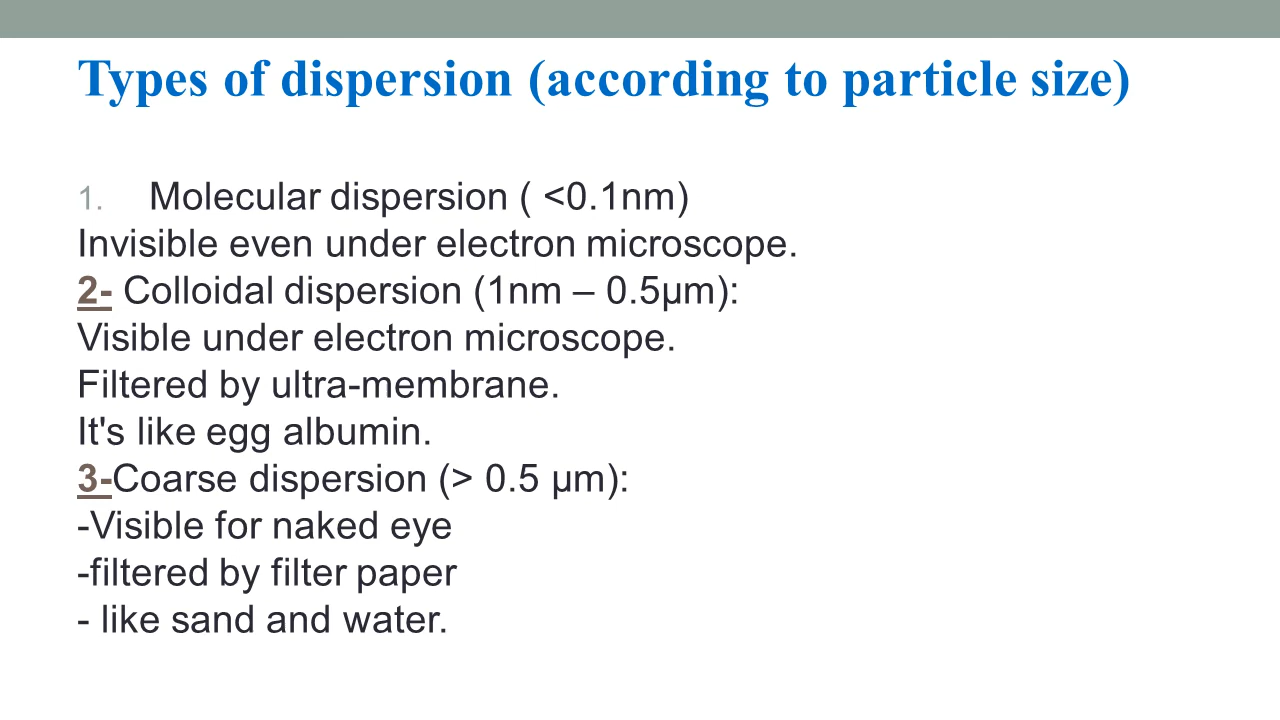 Types of dispersion (according to particle size)
1. Molecular dispersion ( <0.1nm)
Invisible even under electron microscope.
2- Colloidal dispersion (1nm – 0.5µm):
Visible under electron microscope.
Filtered by ultra-membrane.
It's like egg albumin.
3-Coarse dispersion (> 0.5 µm):
-Visible for naked eye
-filtered by filter paper
- like sand and water.